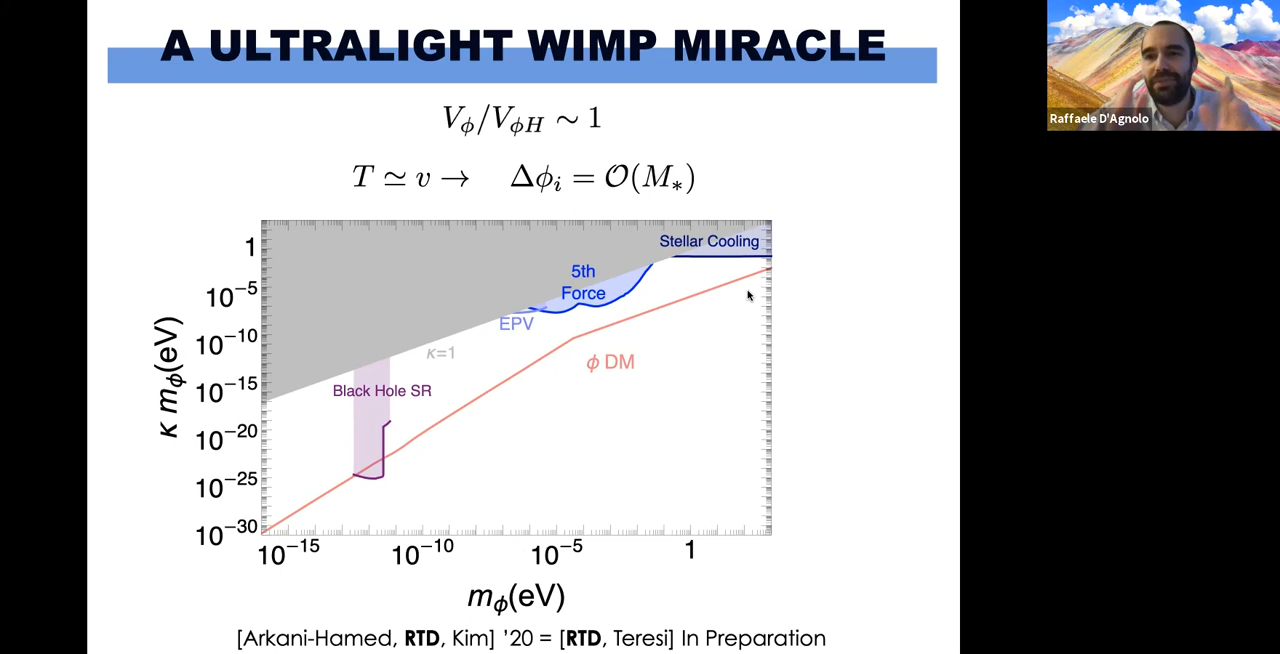 A ULTRALIGHT WIMP MIRACLE
Raffaele D'Agnolo
V_ϕ/V_{ϕH} ∼ 1
T ≃ v → Δϕ_i = 𝒪(M_*)
Stellar Cooling
1
5th
Force
10⁻⁵
EPV
10⁻¹⁰
κ=1
ϕ DM
κ m_ϕ(eV)
10⁻¹⁵
Black Hole SR
10⁻²⁰
10⁻²⁵
10⁻³⁰
10⁻¹⁵ 10⁻¹⁰ 10⁻⁵ 1
m_ϕ(eV)
[Arkani-Hamed, RTD, Kim] '20 = [RTD, Teresi] In Preparation